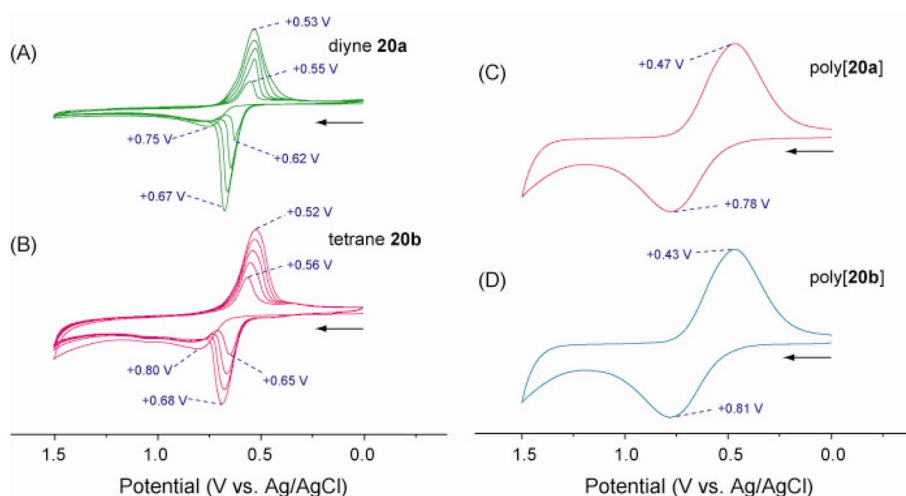 (A)
diyne 20a
+0.53 V
+0.55 V
+0.75 V
+0.62 V
+0.67 V
(B)
tetrane 20b
+0.52 V
+0.56 V
+0.80 V
+0.65 V
+0.68 V
1.5 1.0 0.5 0.0
Potential (V vs. Ag/AgCl)
(C)
poly[20a]
+0.47 V
+0.78 V
(D)
poly[20b]
+0.43 V
+0.81 V
1.5 1.0 0.5 0.0
Potential (V vs. Ag/AgCl)